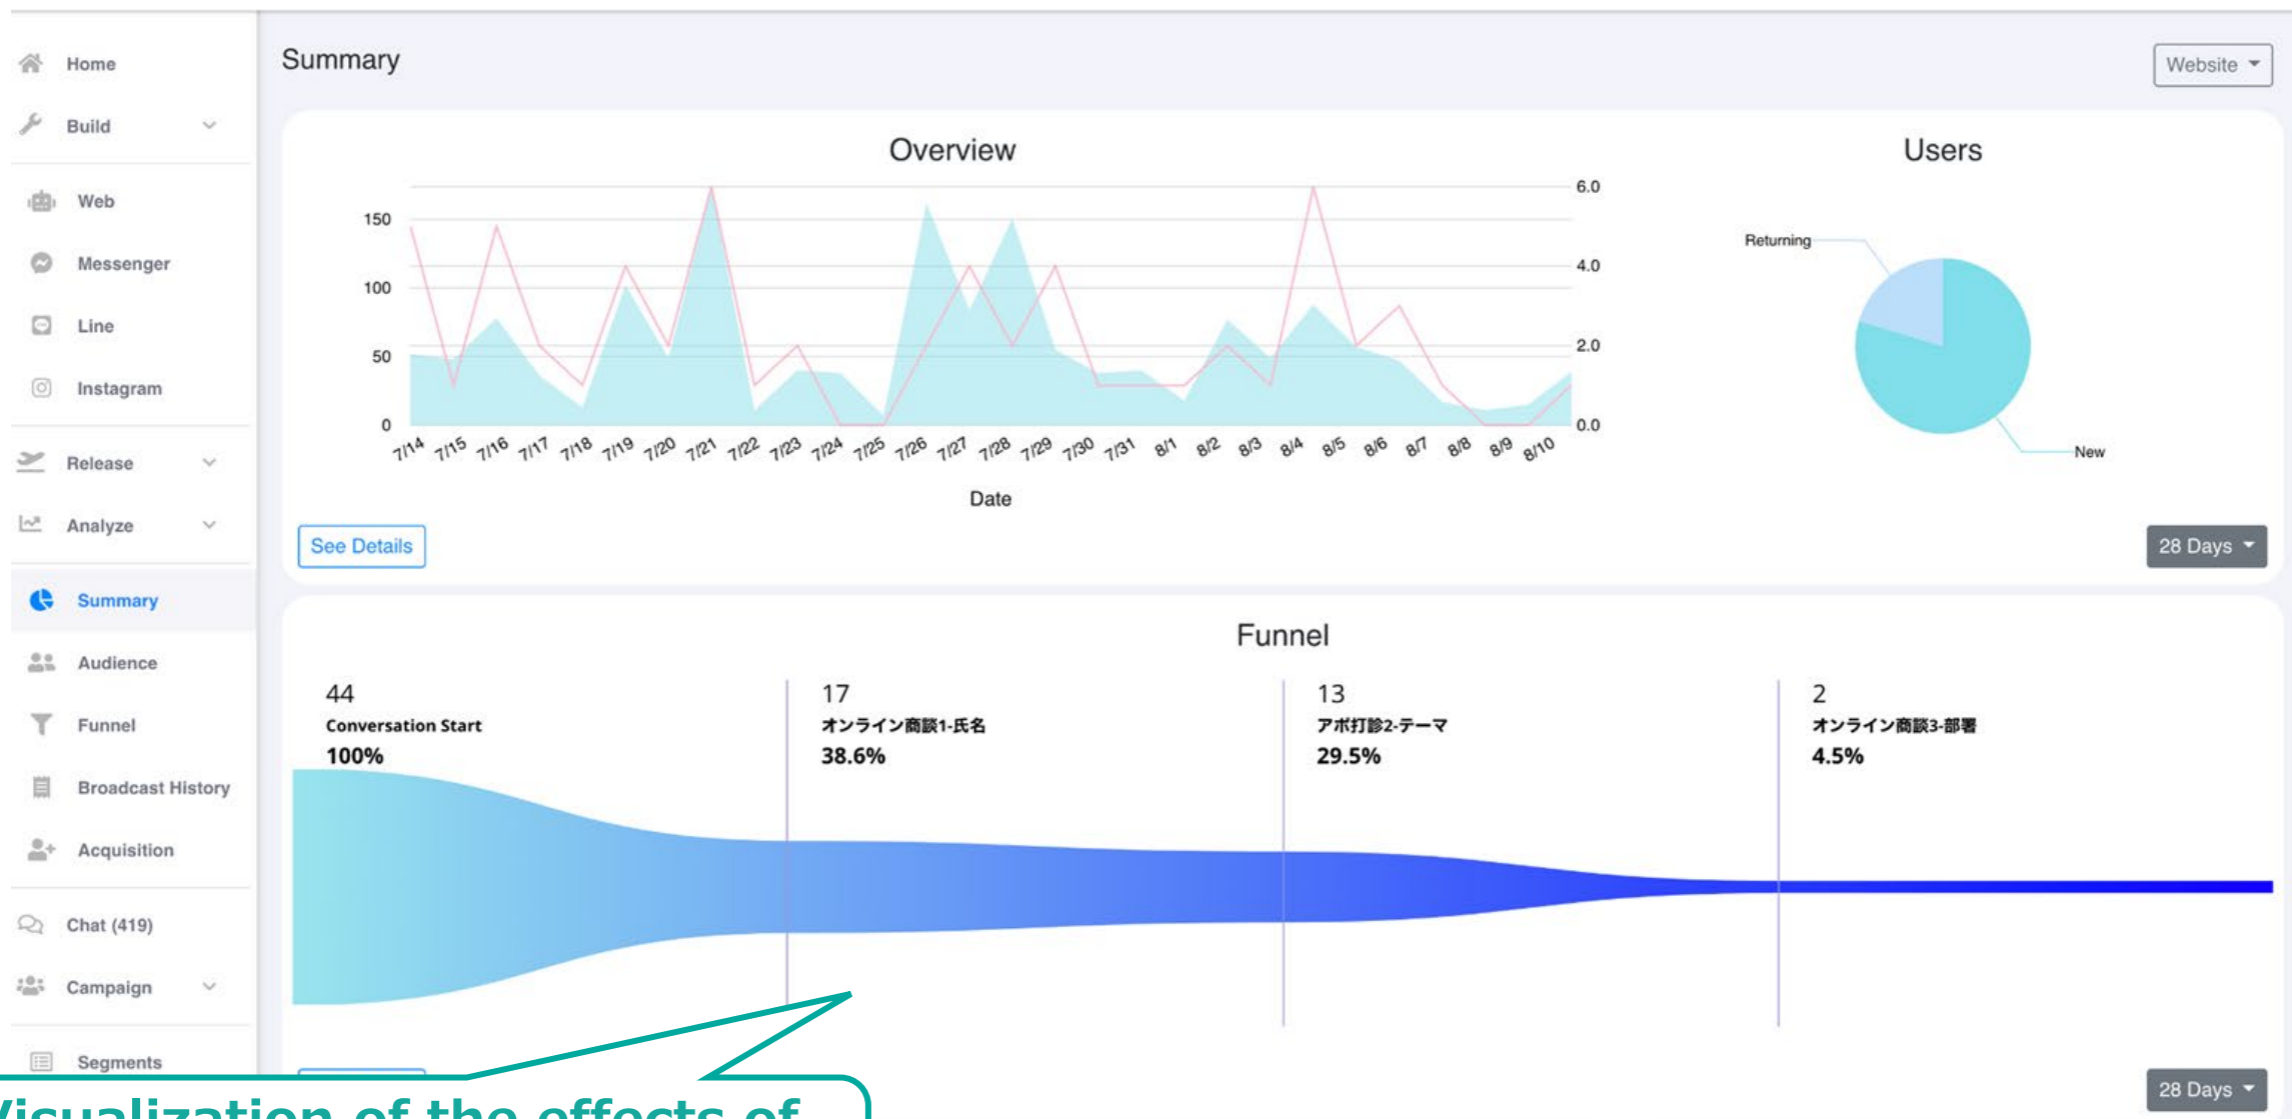 Home
Build
Web
Messenger
Line
Instagram
Release
Analyze
Summary
Audience
Funnel
Broadcast History
Acquisition
Chat (419)
Campaign
Segments
Summary
Website
Overview
150
100
50
0
6.0
4.0
2.0
0.0
7/14 7/15 7/16 7/17 7/18 7/19 7/20 7/21 7/22 7/23 7/24 7/25 7/26 7/27 7/28 7/29 7/30 7/31 8/1 8/2 8/3 8/4 8/5 8/6 8/7 8/8 8/9 8/10
Date
Users
Returning
New
See Details
28 Days
Funnel
44
Conversation Start
100%
17
オンライン商談1-氏名
38.6%
13
アポ打診2-テーマ
29.5%
2
オンライン商談3-部署
4.5%
28 Days
Visualization of the effects of